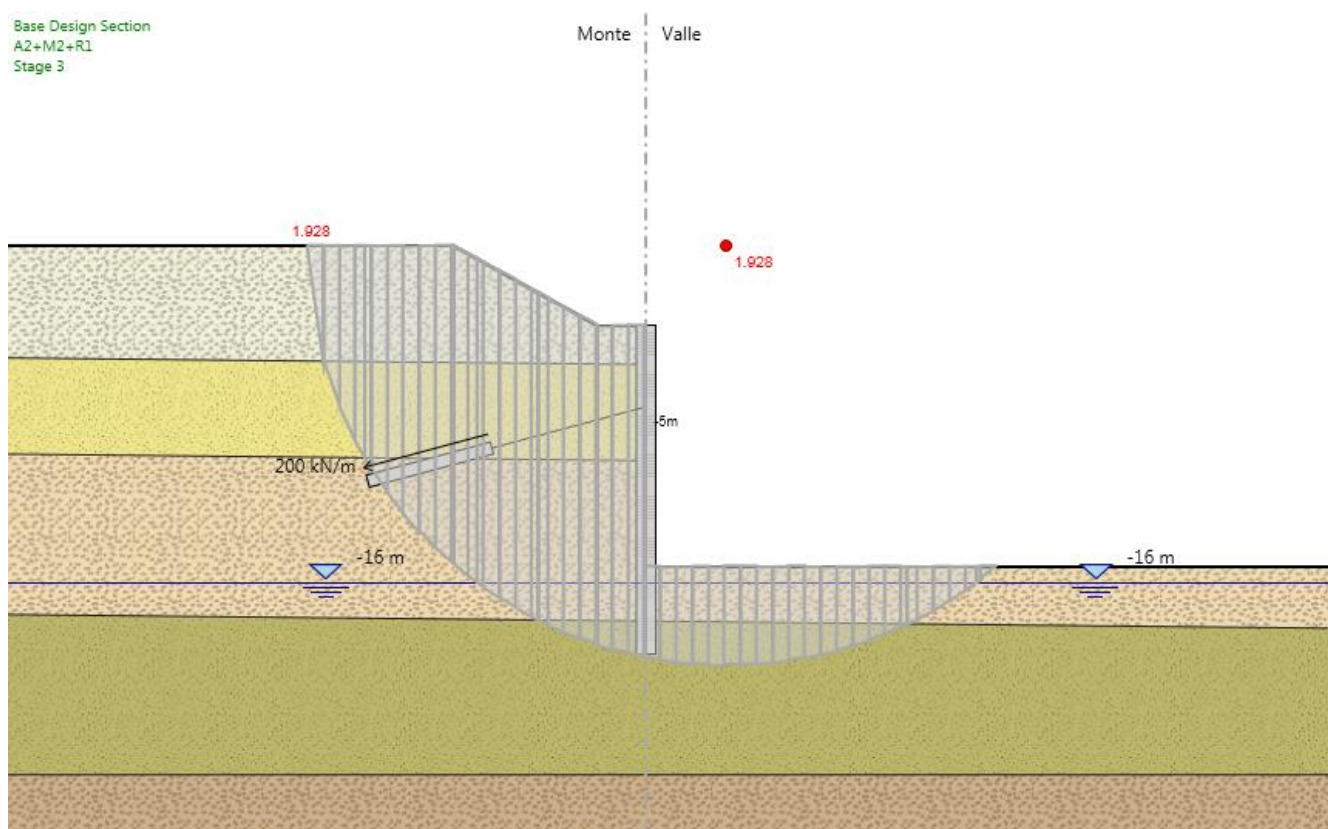 Base Design Section
A2+M2+R1
Stage 3
Monte Valle
1.928
1.928
-5m
200 kN/m
-16 m
-16 m